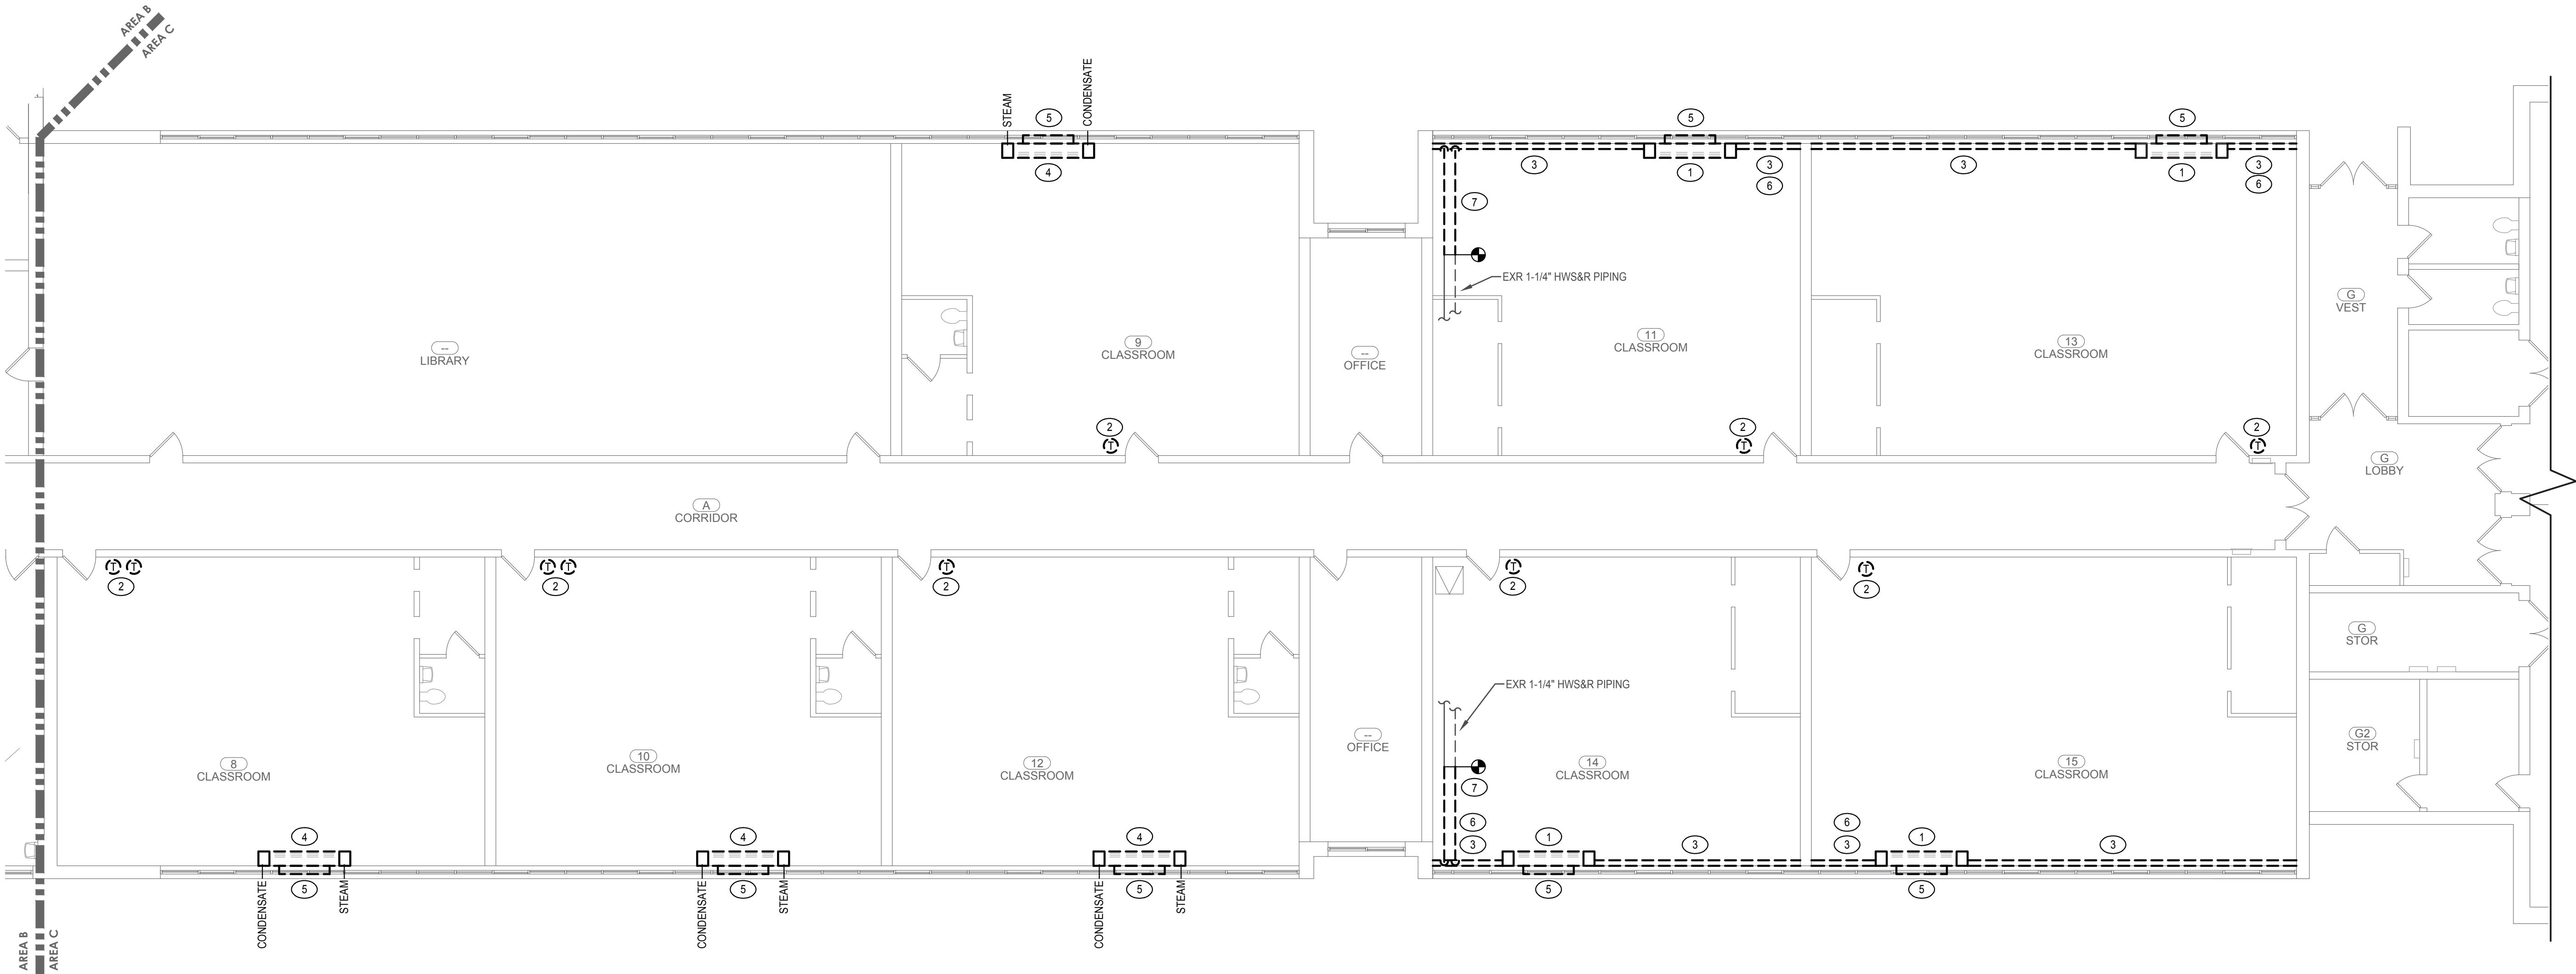 AREA B
AREA C
STEAM
CONDENSATE
5
5
5
4
3
1
3
6
3
1
3
6
7
EXR 1-1/4" HWS&R PIPING
--
LIBRARY
9
CLASSROOM
--
OFFICE
11
CLASSROOM
13
CLASSROOM
G
VEST
2
T
2
T
2
T
G
LOBBY
A
CORRIDOR
T T
2
T T
2
T
2
T
2
T
2
G
STOR
EXR 1-1/4" HWS&R PIPING
8
CLASSROOM
10
CLASSROOM
12
CLASSROOM
--
OFFICE
14
CLASSROOM
15
CLASSROOM
G2
STOR
7
4
4
4
6
3
1
3
6
3
1
3
5
5
5
5
5
CONDENSATE
STEAM
CONDENSATE
STEAM
CONDENSATE
STEAM
AREA B
AREA C